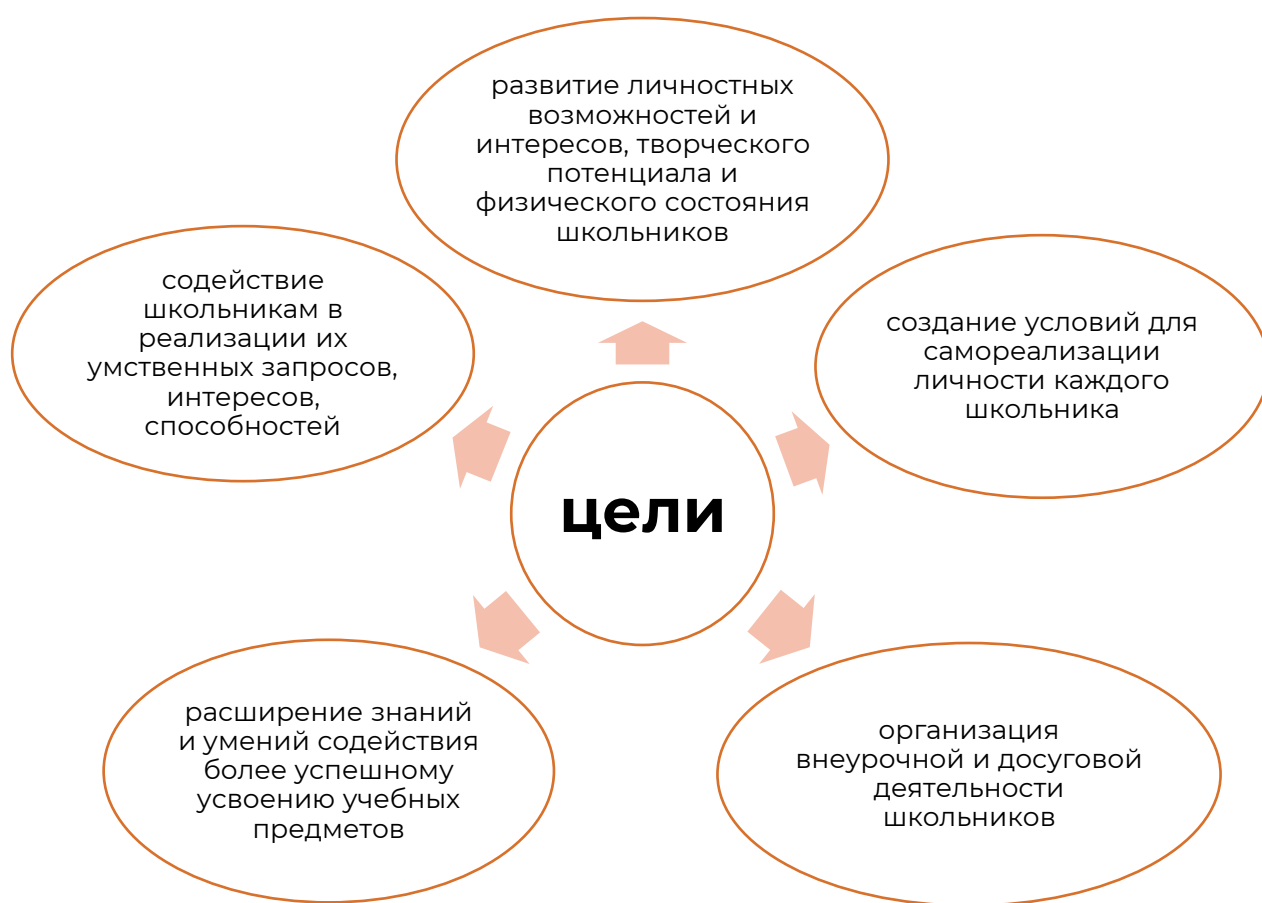 развитие личностных
возможностей и
интересов, творческого
потенциала и
физического состояния
школьников
содействие
школьникам в
реализации их
умственных запросов,
интересов,
способностей
создание условий для
самореализации
личности каждого
школьника
цели
расширение знаний
и умений содействия
более успешному
усвоению учебных
предметов
организация
внеурочной и досуговой
деятельности
школьников